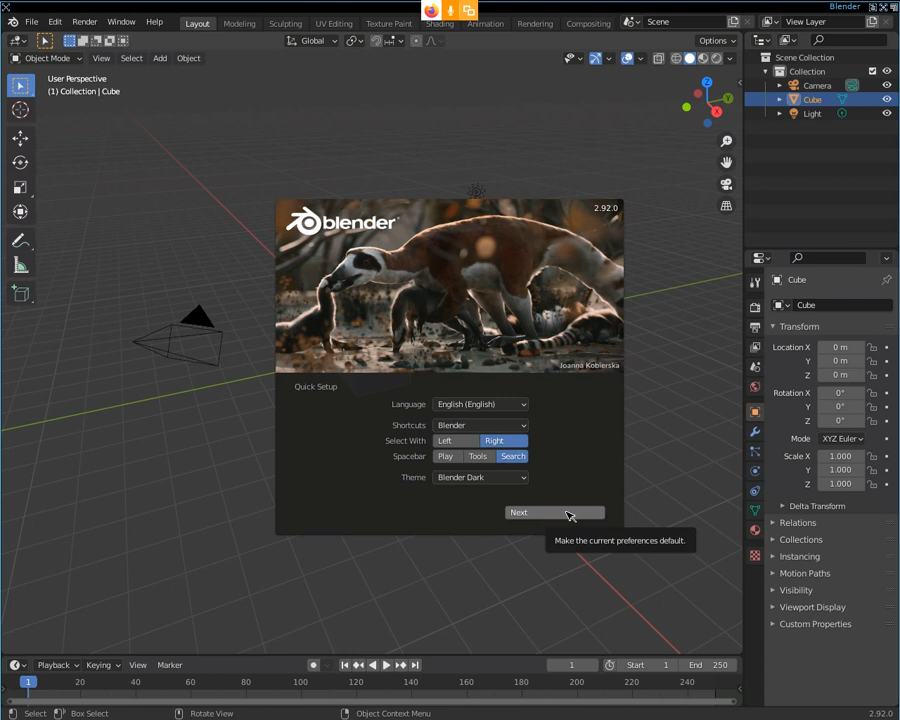 Blender
File Edit Render Window Help
Layout Modeling Sculpting UV Editing Texture Paint Shading Animation Rendering Compositing
Scene
View Layer
Global
Options
Object Mode View Select Add Object
User Perspective
(1) Collection | Cube
Z
Y
X
Scene Collection
Collection
Camera
Cube
Light
blender
2.92.0
Joanna Kobierska
Quick Setup
Language English (English)
Shortcuts Blender
Select With Left Right
Spacebar Play Tools Search
Theme Blender Dark
Next
Make the current preferences default.
Cube
Cube
Transform
Location X 0 m
Y 0 m
Z 0 m
Rotation X 0°
Y 0°
Z 0°
Mode XYZ Euler
Scale X 1.000
Y 1.000
Z 1.000
Delta Transform
Relations
Collections
Instancing
Motion Paths
Visibility
Viewport Display
Custom Properties
Playback Keying View Marker
1 Start 1 End 250
1 20 40 60 80 100 120 140 160 180 200 220 240
Select Box Select Rotate View Object Context Menu 2.92.0